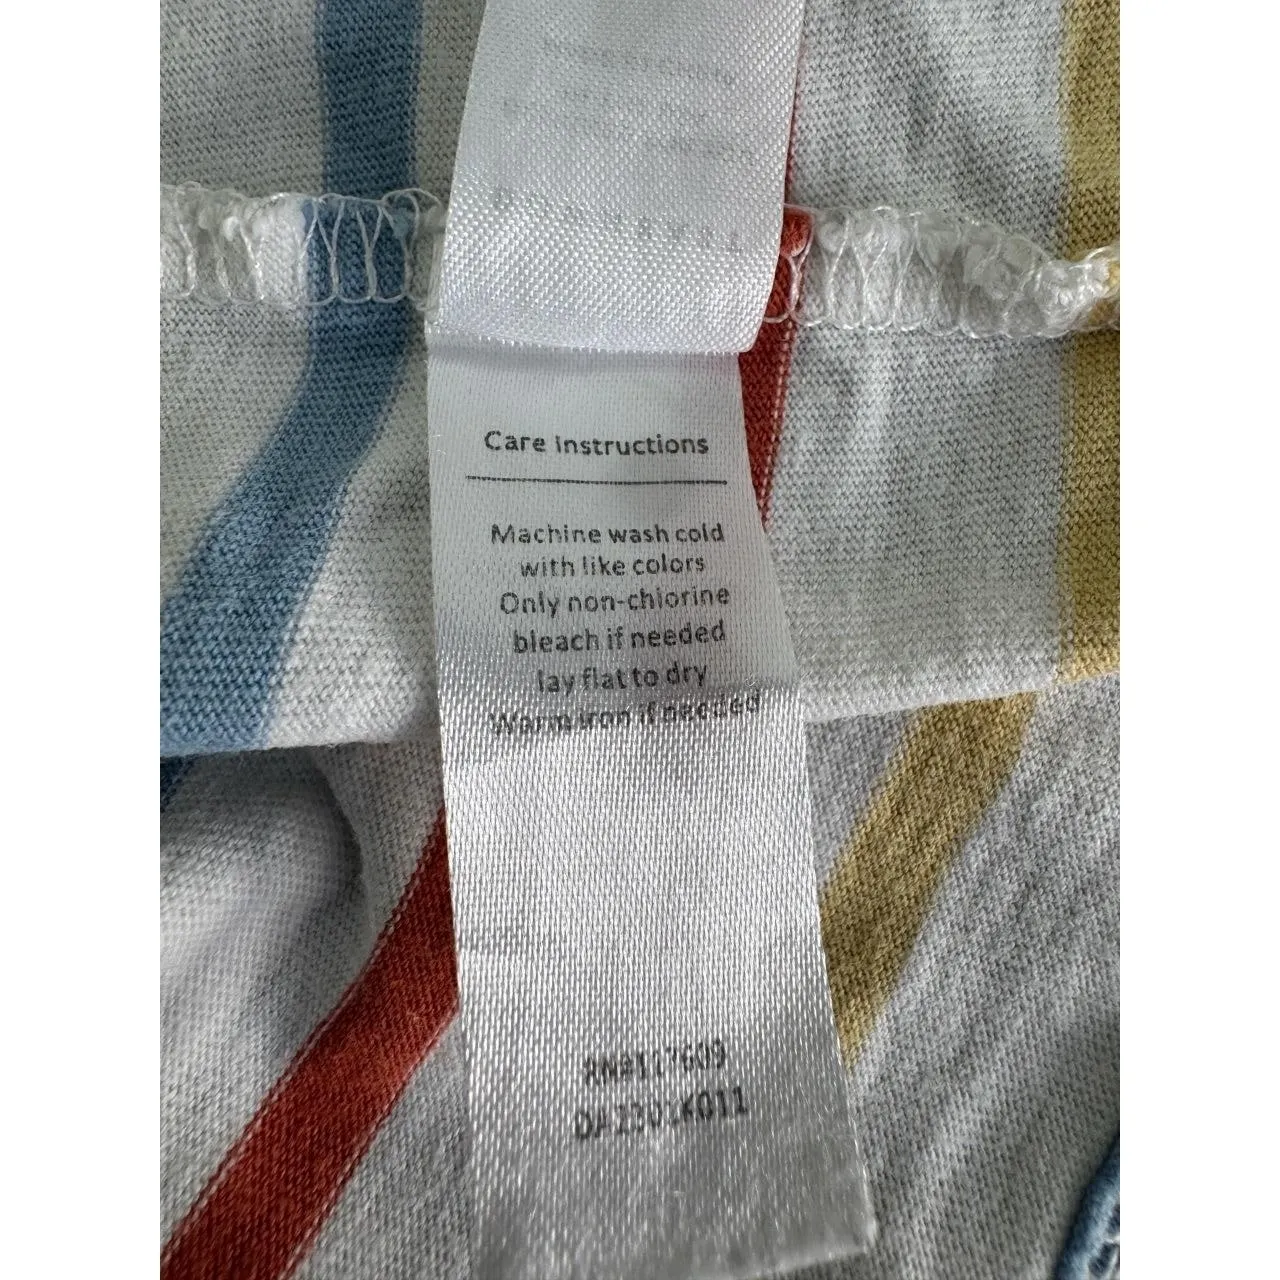 Care Instructions
Machine wash cold
with like colors
Only non-chlorine
bleach if needed
lay flat to dry
Warm iron if needed
RN#117609
DA2301K011